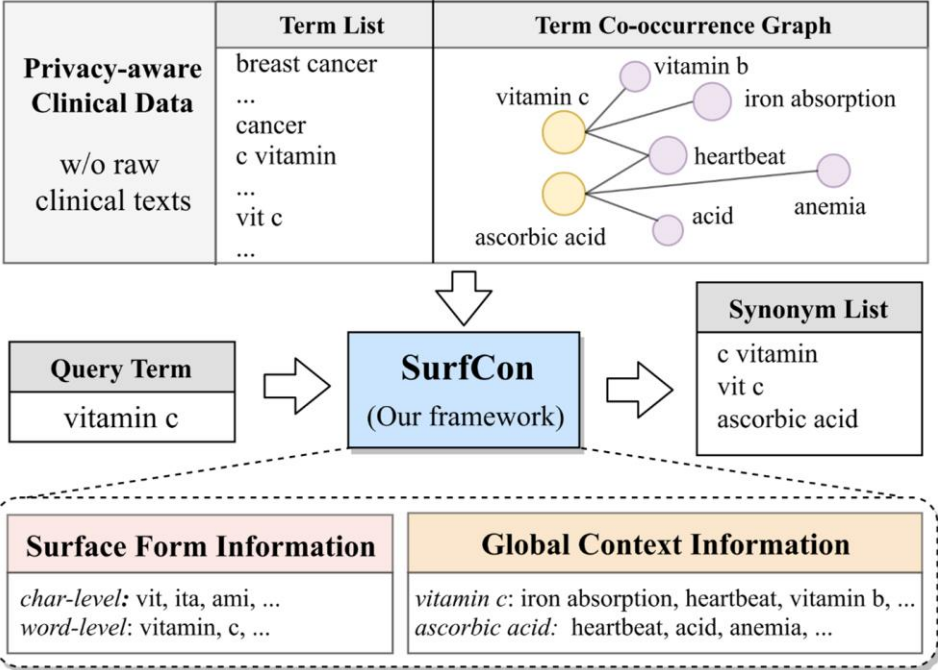 Privacy-aware
Clinical Data
w/o raw
clinical texts
Term List
breast cancer
...
cancer
c vitamin
...
vit c
...
Term Co-occurrence Graph
vitamin b
vitamin c
iron absorption
heartbeat
anemia
acid
ascorbic acid
Query Term
vitamin c
SurfCon
(Our framework)
Synonym List
c vitamin
vit c
ascorbic acid
Surface Form Information
char-level: vit, ita, ami, ...
word-level: vitamin, c, ...
Global Context Information
vitamin c: iron absorption, heartbeat, vitamin b, ...
ascorbic acid: heartbeat, acid, anemia, ...